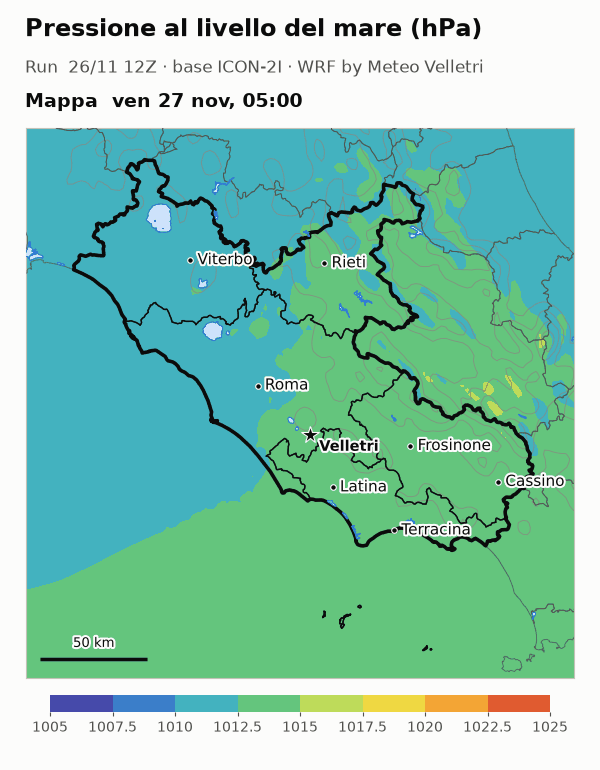 Pressione al livello del mare (hPa)
Run 26/11 12Z · base ICON-2I · WRF by Meteo Velletri
Mappa ven 27 nov, 05:00
Viterbo
Rieti
Roma
Velletri
Frosinone
Latina
Cassino
Terracina
50 km
1005 1007.5 1010 1012.5 1015 1017.5 1020 1022.5 1025